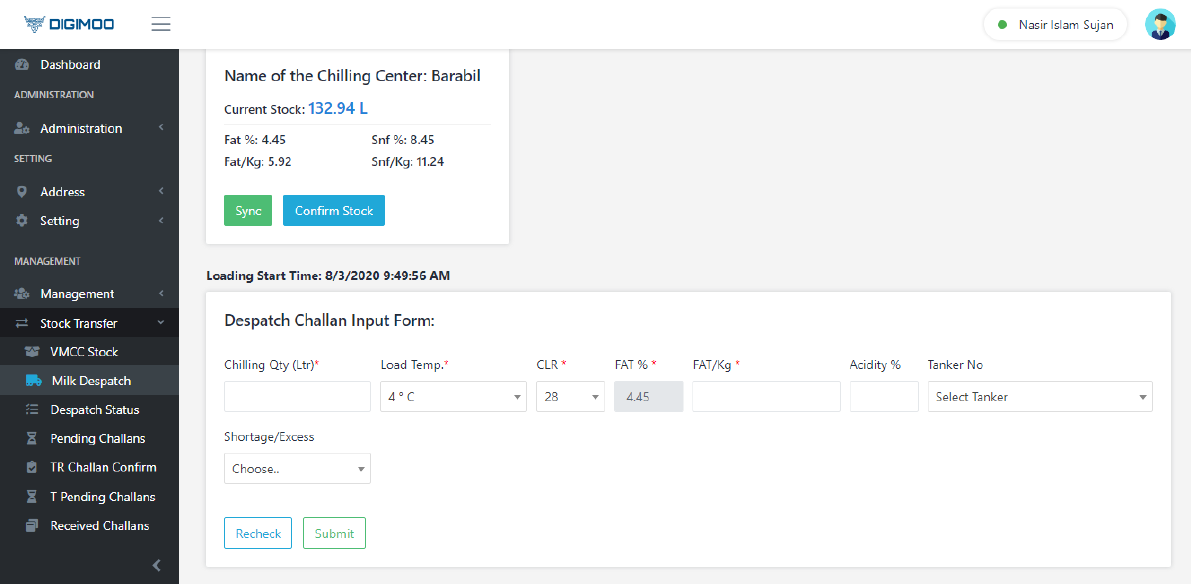 DIGIMOO
Nasir Islam Sujan
Dashboard
ADMINISTRATION
Administration
SETTING
Address
Setting
MANAGEMENT
Management
Stock Transfer
VMCC Stock
Milk Despatch
Despatch Status
Pending Challans
TR Challan Confirm
T Pending Challans
Received Challans
Name of the Chilling Center: Barabil
Current Stock: 132.94 L
Fat %: 4.45 Snf %: 8.45
Fat/Kg: 5.92 Snf/Kg: 11.24
Sync Confirm Stock
Loading Start Time: 8/3/2020 9:49:56 AM
Despatch Challan Input Form:
Chilling Qty (Ltr)* Load Temp.* CLR * FAT % * FAT/Kg * Acidity % Tanker No
4 ° C 28 4.45 Select Tanker
Shortage/Excess
Choose..
Recheck Submit